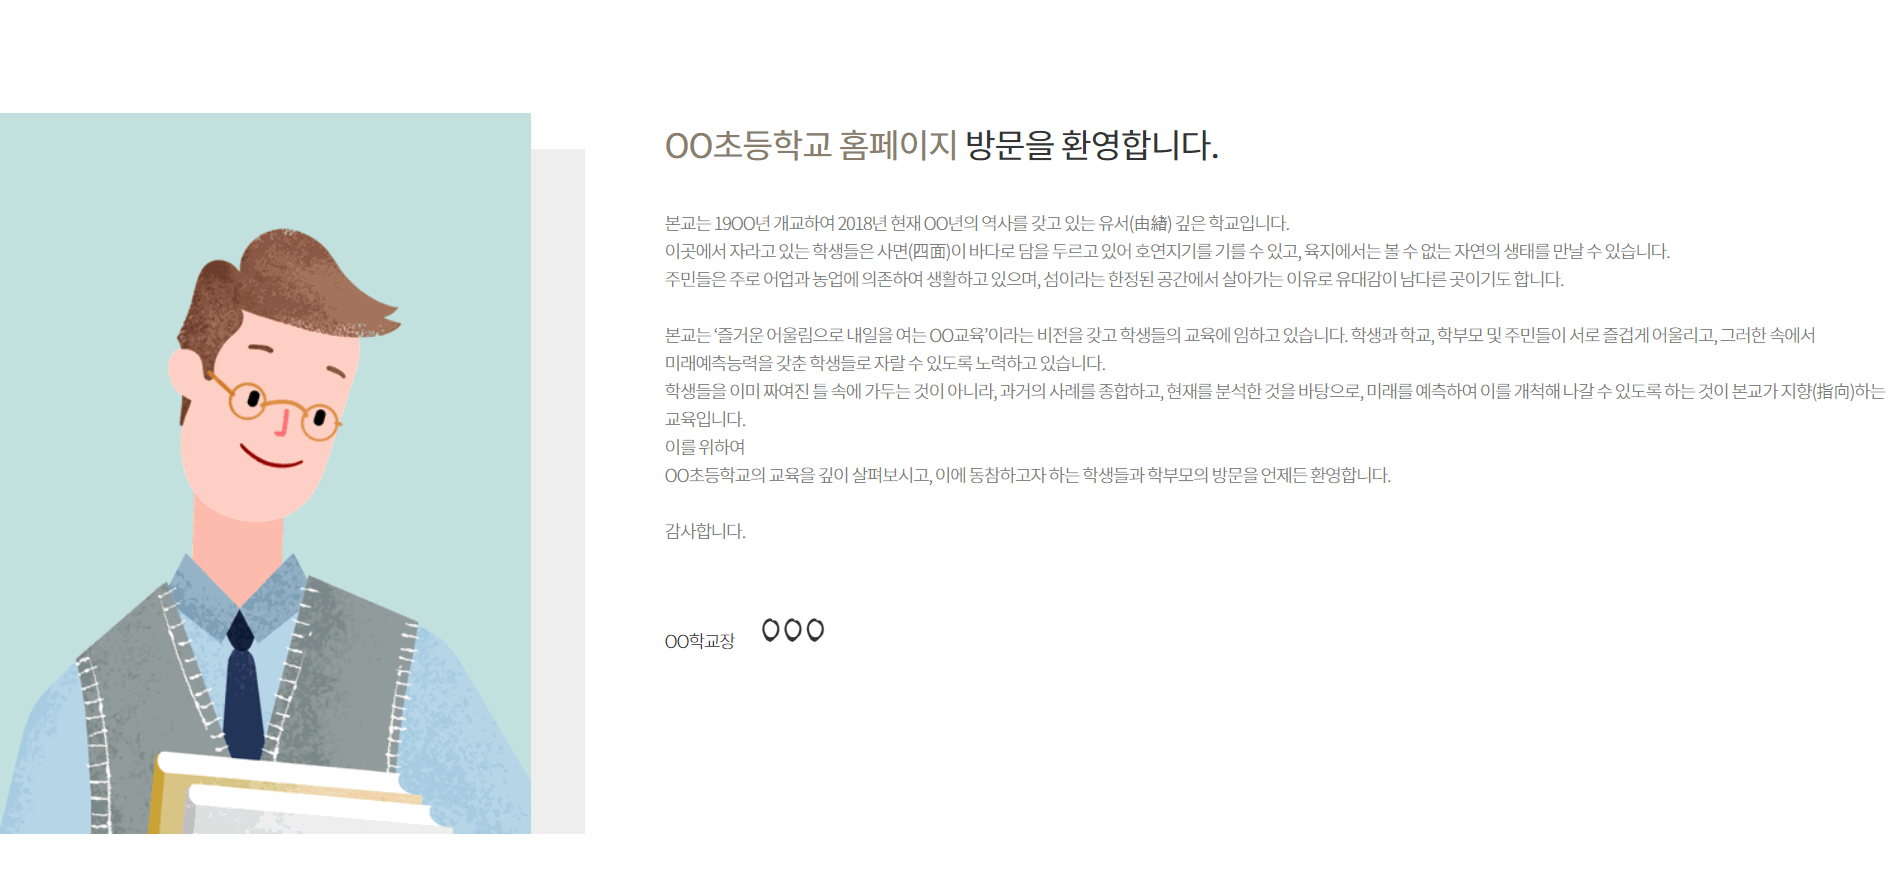 OO초등학교 홈페이지 방문을 환영합니다.
본교는 19OO년 개교하여 2018년 현재 OO년의 역사를 갖고 있는 유서(由緖) 깊은 학교입니다.
이곳에서 자라고 있는 학생들은 사면(四面)이 바다로 담을 두르고 있어 호연지기를 기를 수 있고, 육지에서는 볼 수 없는 자연의 생태를 만날 수 있습니다.
주민들은 주로 어업과 농업에 의존하여 생활하고 있으며, 섬이라는 한정된 공간에서 살아가는 이유로 유대감이 남다른 곳이기도 합니다.
본교는 ‘즐거운 어울림으로 내일을 여는 OO교육’이라는 비전을 갖고 학생들의 교육에 임하고 있습니다. 학생과 학교, 학부모 및 주민들이 서로 즐겁게 어울리고, 그러한 속에서
미래예측능력을 갖춘 학생들로 자랄 수 있도록 노력하고 있습니다.
학생들을 이미 짜여진 틀 속에 가두는 것이 아니라, 과거의 사례를 종합하고, 현재를 분석한 것을 바탕으로, 미래를 예측하여 이를 개척해 나갈 수 있도록 하는 것이 본교가 지향(指向)하는
교육입니다.
이를 위하여
OO초등학교의 교육을 깊이 살펴보시고, 이에 동참하고자 하는 학생들과 학부모의 방문을 언제든 환영합니다.
감사합니다.
OO학교장 OOO